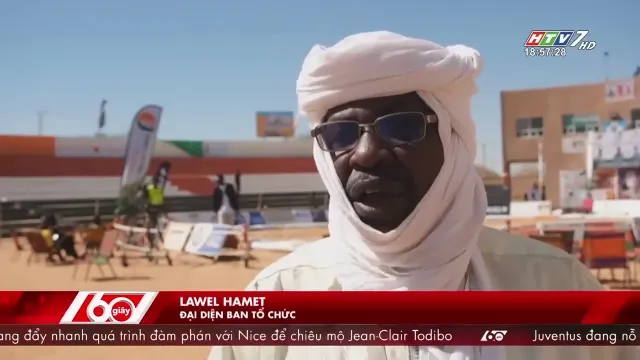 HTV7 HD
18:57:28
60 giây
LAWEL HAMET
ĐẠI DIỆN BAN TỔ CHỨC
ang đẩy nhanh quá trình đàm phán với Nice để chiêu mộ Jean-Clair Todibo 60 giây Juventus đang nỗ